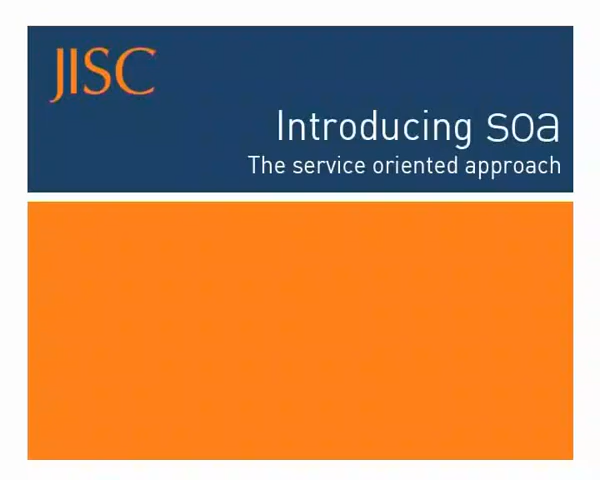 JISC
Introducing soa
The service oriented approach